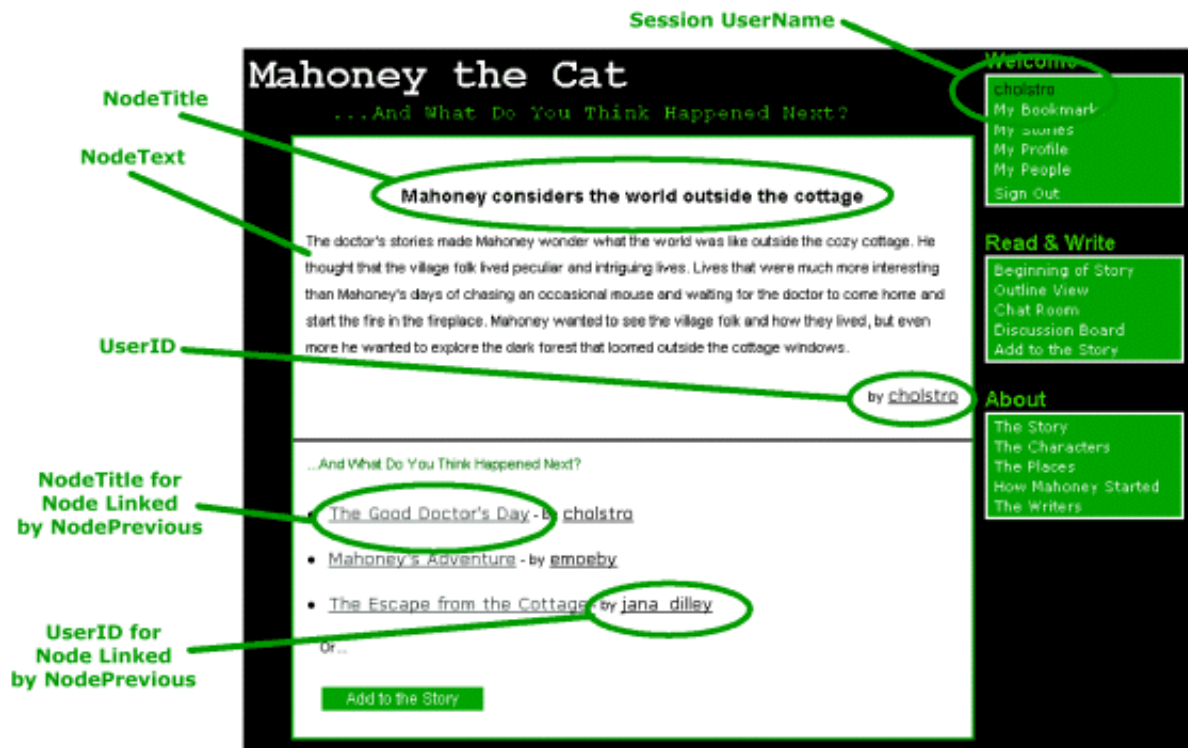 Session UserName
Mahoney the Cat
...And What Do You Think Happened Next?
NodeTitle
NodeText
Mahoney considers the world outside the cottage
The doctor's stories made Mahoney wonder what the world was like outside the cozy cottage. He
thought that the village folk lived peculiar and intriguing lives. Lives that were much more interesting
than Mahoney's days of chasing an occasional mouse and waiting for the doctor to come home and
start the fire in the fireplace. Mahoney wanted to see the village folk and how they lived, but even
more he wanted to explore the dark forest that loomed outside the cottage windows.
UserID
by cholstro
...And What Do You Think Happened Next?
NodeTitle for
Node Linked
by NodePrevious
• The Good Doctor's Day - by cholstro
• Mahoney's Adventure - by emoeby
• The Escape from the Cottage - by jana_dilley
UserID for
Node Linked
by NodePrevious
Or...
Add to the Story
Welcome
cholstro
My Bookmark
My Stories
My Profile
My People
Sign Out
Read & Write
Beginning of Story
Outline View
Chat Room
Discussion Board
Add to the Story
About
The Story
The Characters
The Places
How Mahoney Started
The Writers